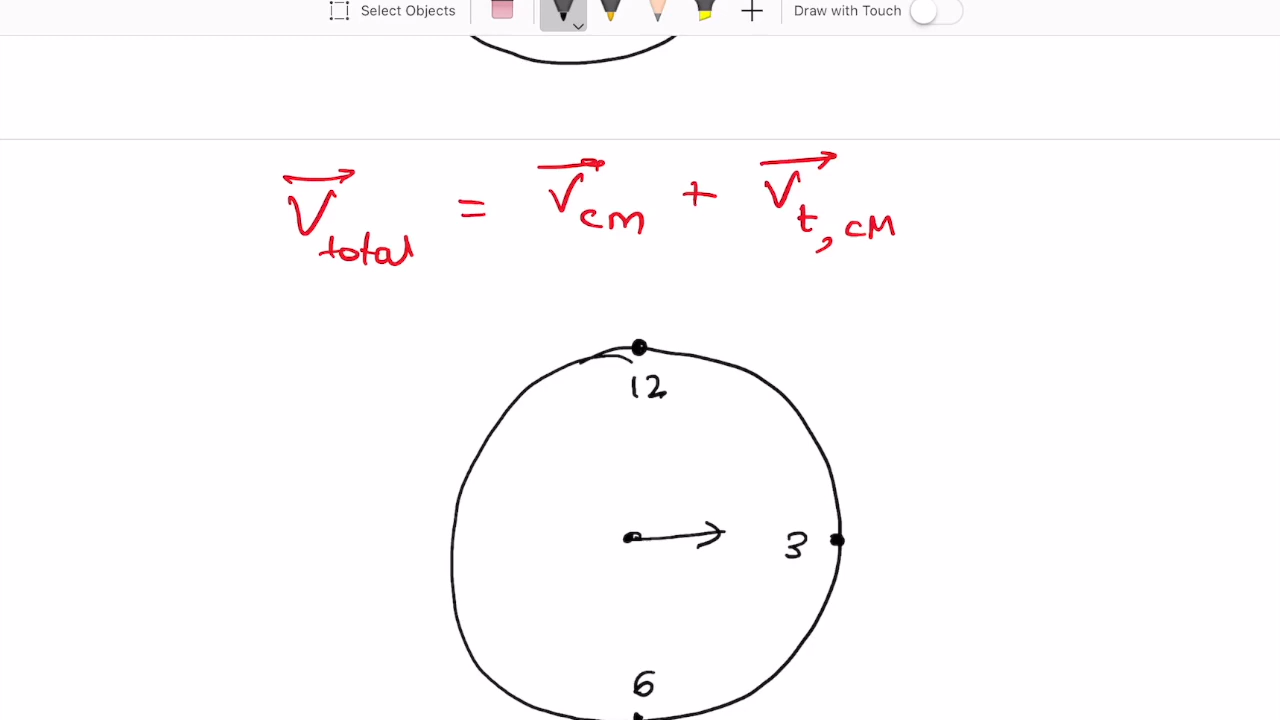 Select Objects Draw with Touch
V total = V cm + V t, CM
12
3
6